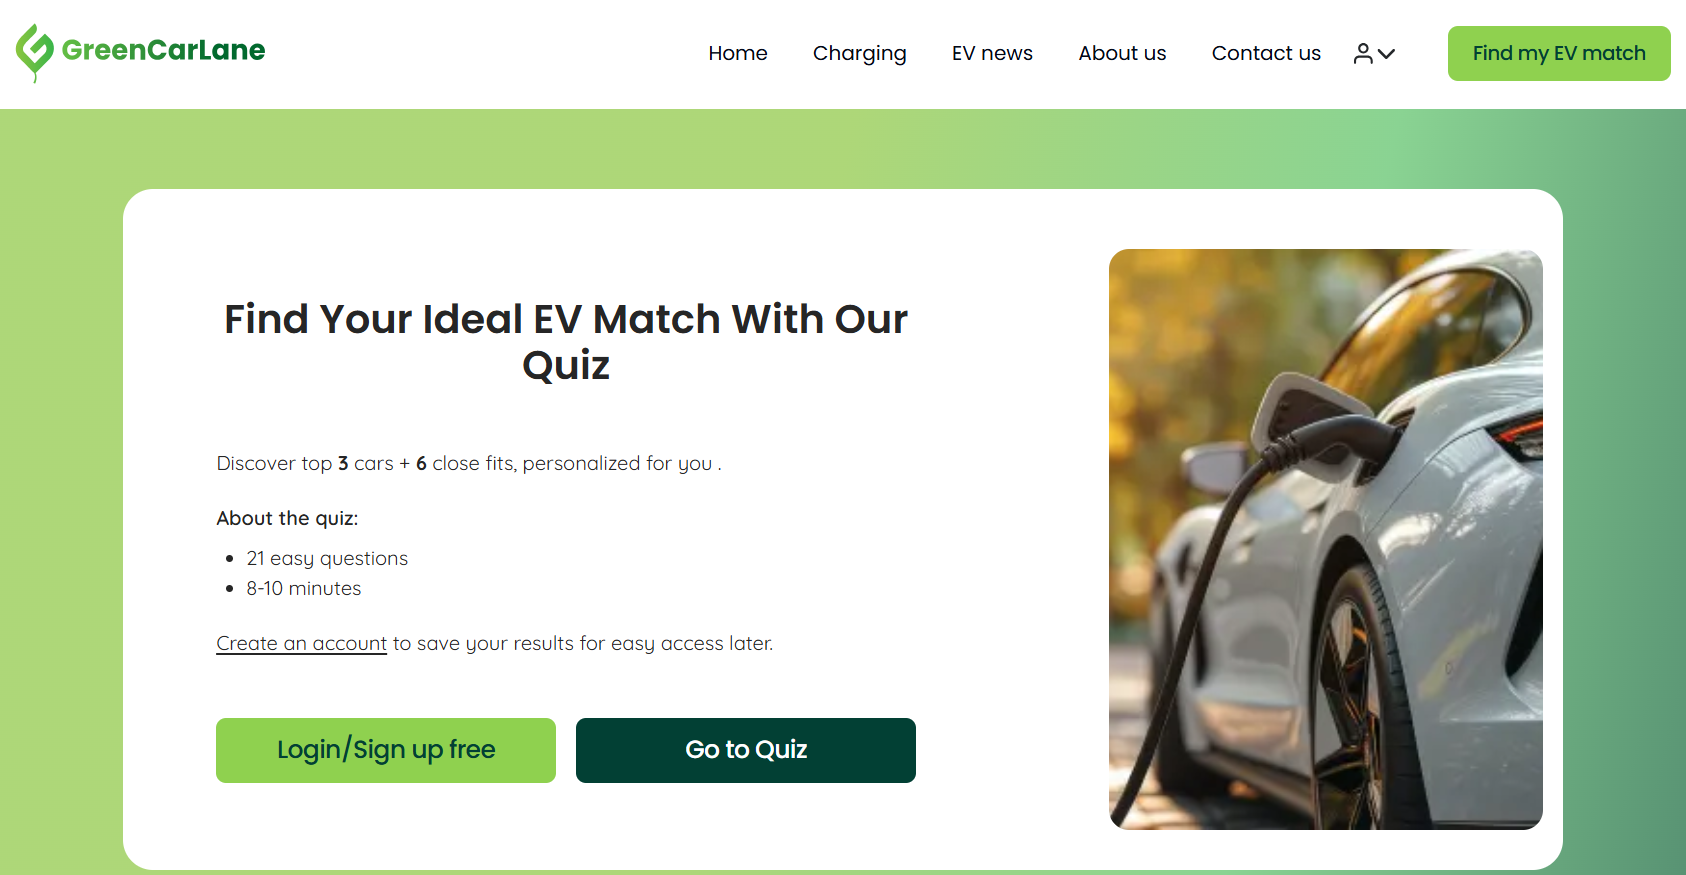 GreenCarLane
Home
Charging
EV news
About us
Contact us
Find my EV match
Find Your Ideal EV Match With Our
Quiz
Discover top 3 cars + 6 close fits, personalized for you .
About the quiz:
21 easy questions
8-10 minutes
Create an account to save your results for easy access later.
Login/Sign up free
Go to Quiz